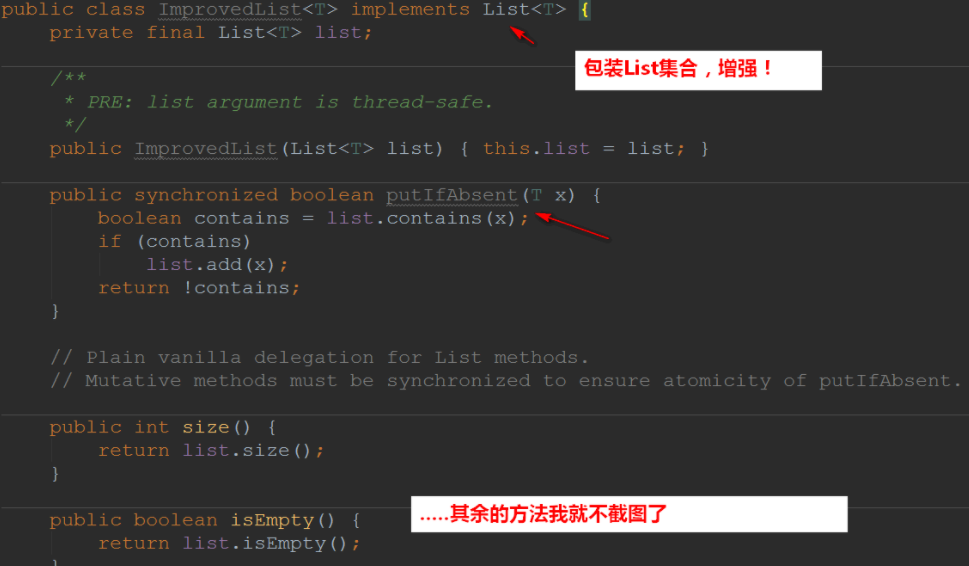 public class ImprovedList<T> implements List<T> {
private final List<T> list;
包装List集合，增强！
/**
* PRE: list argument is thread-safe.
*/
public ImprovedList(List<T> list) { this.list = list; }
public synchronized boolean putIfAbsent(T x) {
boolean contains = list.contains(x);
if (contains)
list.add(x);
return !contains;
}
// Plain vanilla delegation for List methods.
// Mutative methods must be synchronized to ensure atomicity of putIfAbsent.
public int size() {
return list.size();
}
public boolean isEmpty() {
.....其余的方法我就不截图了
return list.isEmpty();
}